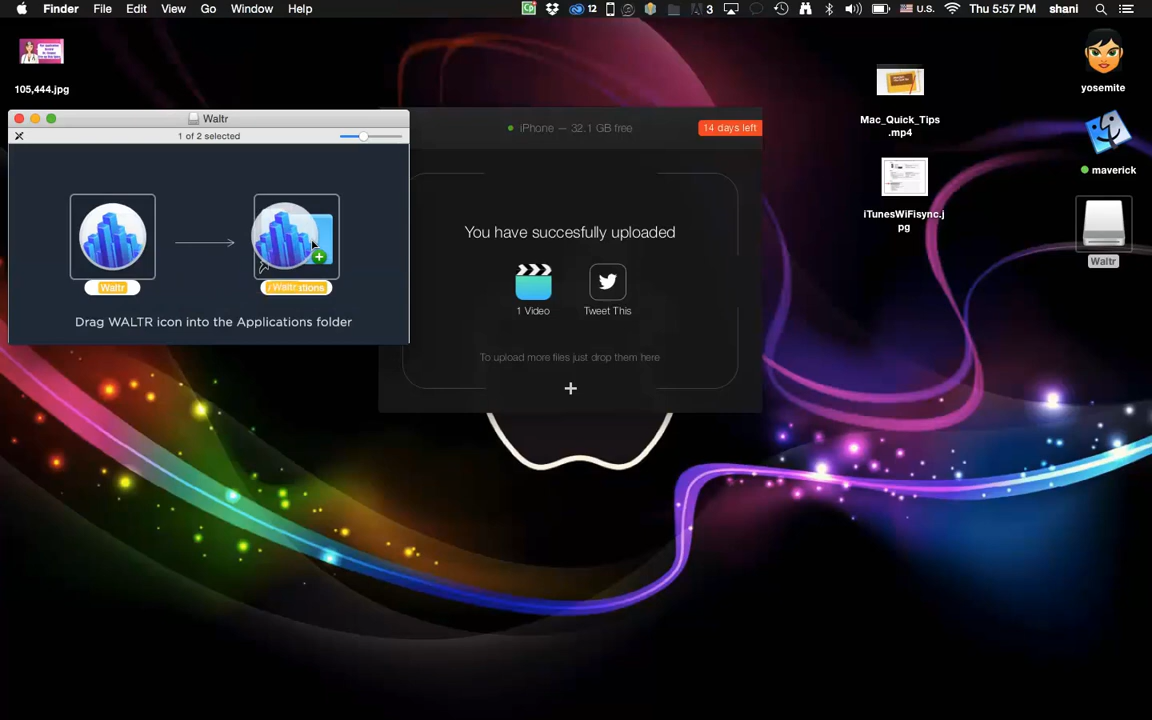 Finder File Edit View Go Window Help
12
3
U.S. Thu 5:57 PM shani
105,444.jpg
Waltr
1 of 2 selected
Waltr
Waltr tions
Drag WALTR icon into the Applications folder
iPhone — 32.1 GB free
14 days left
You have succesfully uploaded
1 Video
Tweet This
To upload more files just drop them here
Mac_Quick_Tips
.mp4
iTunesWiFisync.j
pg
yosemite
maverick
Waltr